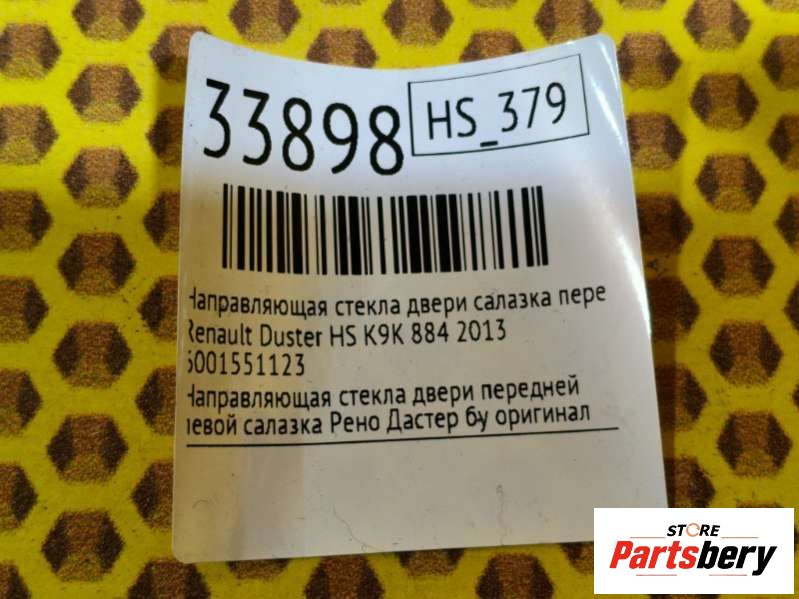 33898
HS_379
Направляющая стекла двери салазка пере
Renault Duster HS K9K 884 2013
6001551123
Направляющая стекла двери передней
левой салазка Рено Дастер бу оригинал
STORE
Partsbery